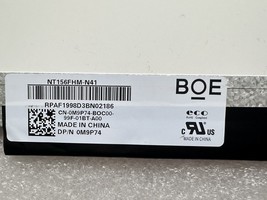 NT156FHM-N41
BOE
RPAF1998D3BN02186
CN-0M9P74-BOC00-
99F-01BT-A00
MADE IN CHINA
DP/N 0M9P74
eco
C US
MADE IN CHINA